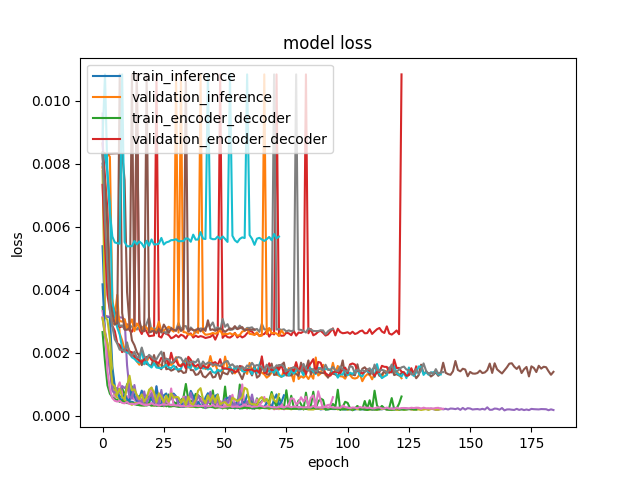 model loss
train_inference
validation_inference
train_encoder_decoder
validation_encoder_decoder
0.010
0.008
0.006
0.004
0.002
0.000
loss
0 25 50 75 100 125 150 175
epoch